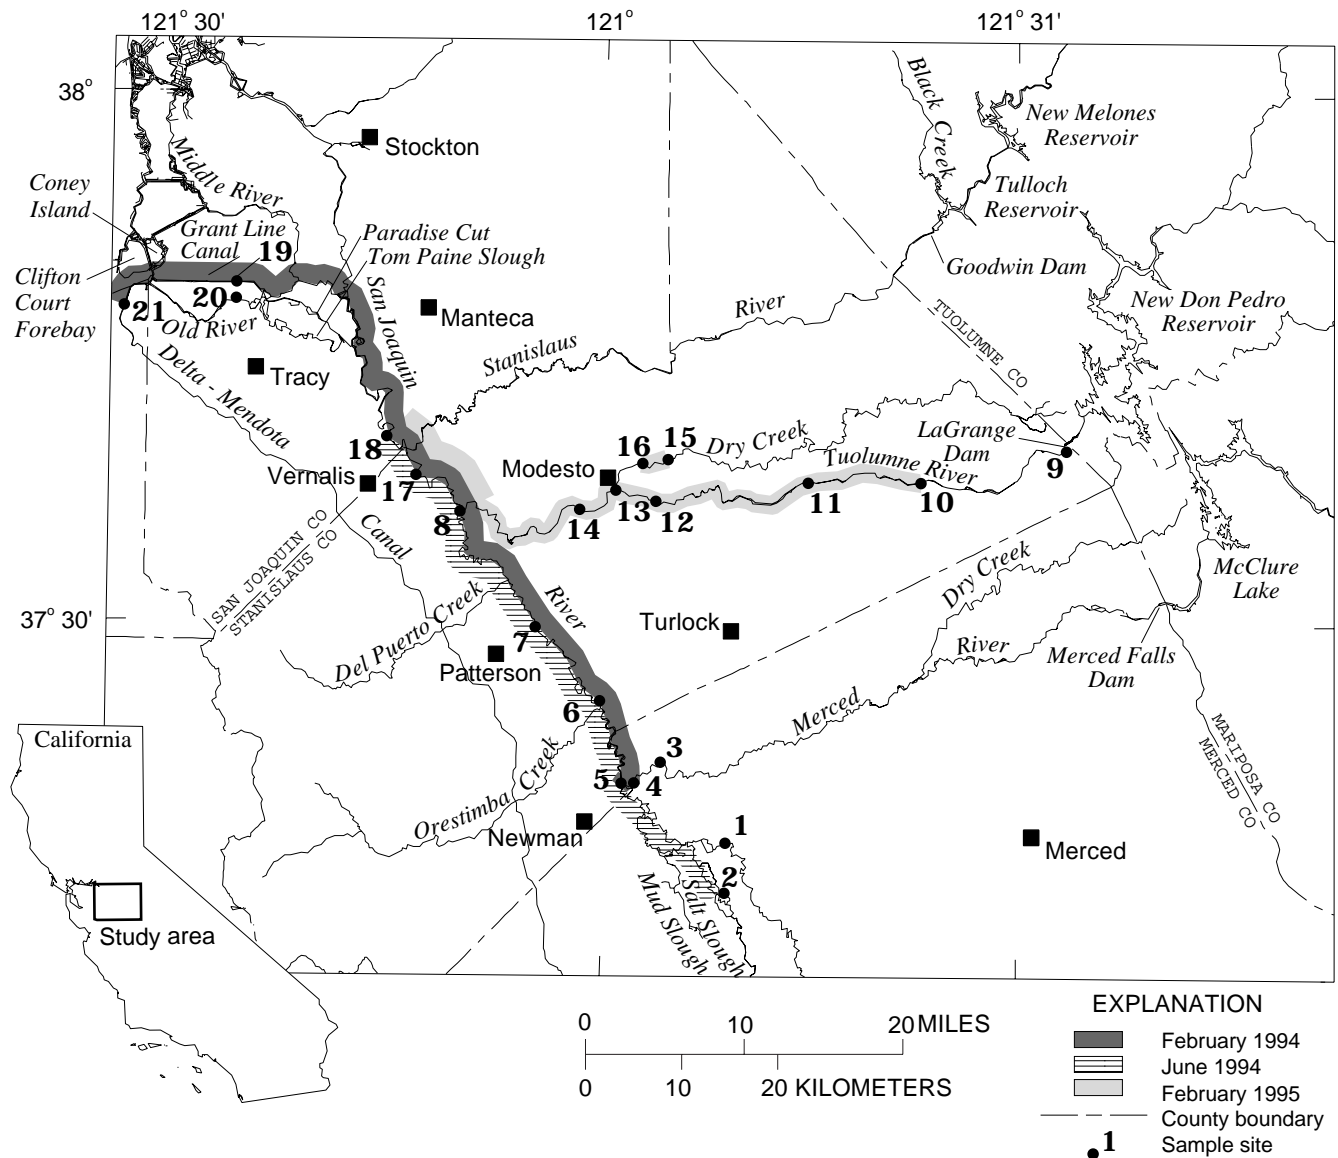 121° 30'
121°
121° 31'
38°
37° 30'
Stockton
Black Creek
New Melones
Reservoir
Tulloch
Reservoir
Goodwin Dam
New Don Pedro
Reservoir
Middle River
Coney
Island
Grant Line
Canal
19
Paradise Cut
Tom Paine Slough
Clifton
Court
Forebay
21
20
Old River
San Joaquin
Manteca
Stanislaus
River
TUOLUMNE CO
Tracy
Delta - Mendota
Canal
18
Vernalis
17
8
Modesto
16
15
Dry Creek
Tuolumne River
LaGrange
Dam
9
14
13
12
11
10
SAN JOAQUIN CO
STANISLAUS CO
River
Del Puerto Creek
7
Patterson
Turlock
Dry Creek
McClure
Lake
River
Merced Falls
Dam
Merced
6
3
5
4
Orestimba Creek
Newman
1
2
Mud Slough
Salt Slough
MARIPOSA CO
MERCED CO
Merced
California
Study area
0
10
20 MILES
0
10
20 KILOMETERS
EXPLANATION
February 1994
June 1994
February 1995
County boundary
1
Sample site